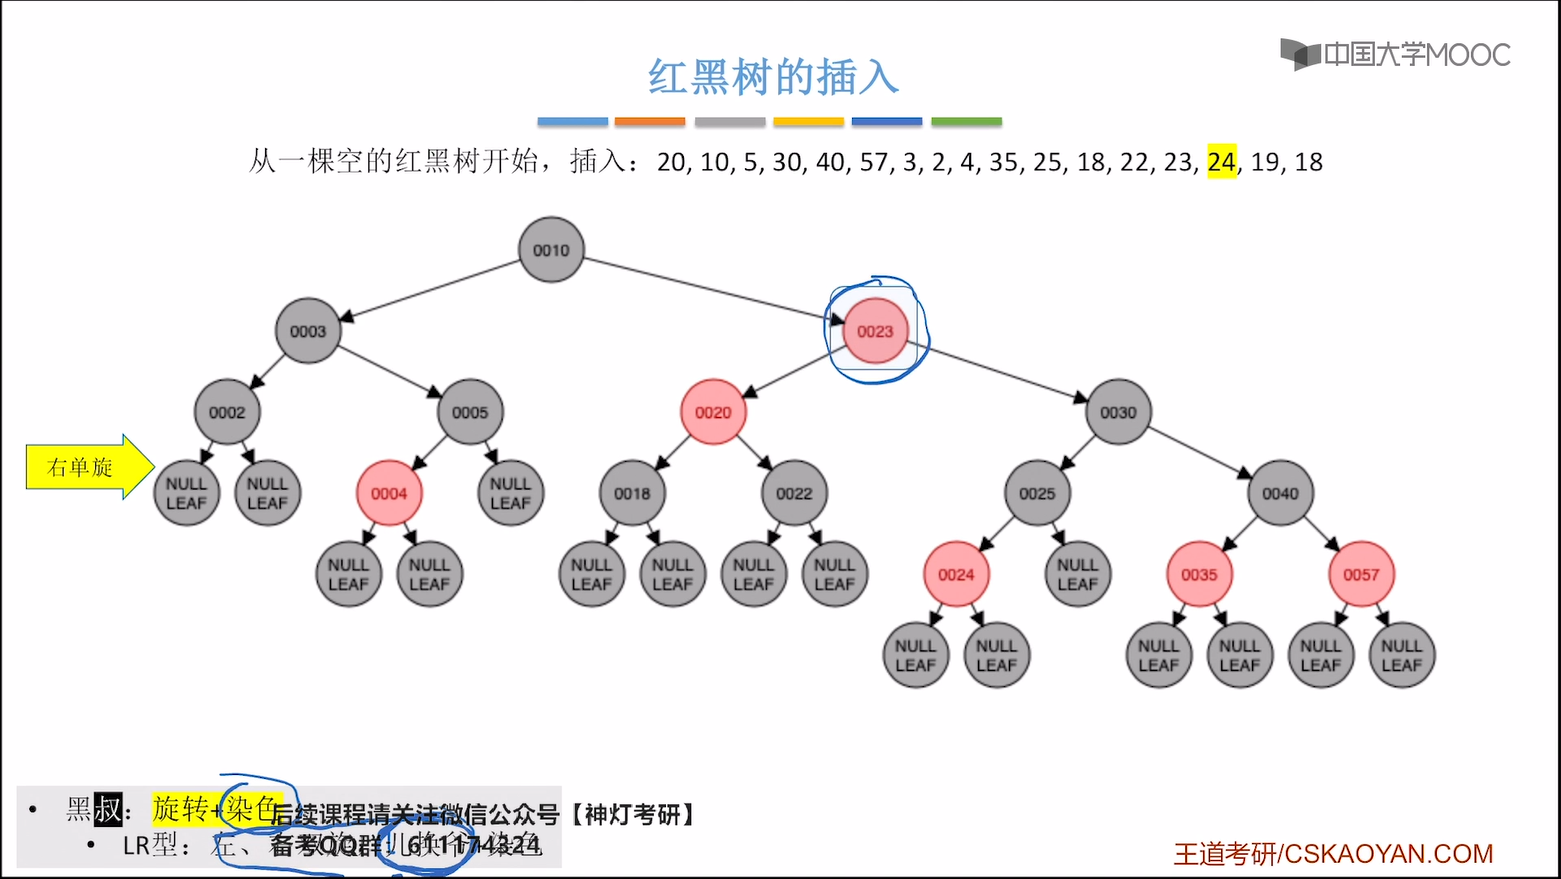 中国大学MOOC
红黑树的插入
从一棵空的红黑树开始，插入：20, 10, 5, 30, 40, 57, 3, 2, 4, 35, 25, 18, 22, 23, 24, 19, 18
0010
0003
0023
0002
0005
0020
0030
右单旋
NULL LEAF
NULL LEAF
0004
NULL LEAF
0018
0022
0025
0040
NULL LEAF
NULL LEAF
NULL LEAF
NULL LEAF
NULL LEAF
NULL LEAF
0024
NULL LEAF
0035
0057
NULL LEAF
NULL LEAF
NULL LEAF
NULL LEAF
NULL LEAF
NULL LEAF
• 黑叔：旋转+染色
后续课程请关注微信公众号【神灯考研】
• LR型：左、
染色
备考QQ群：611174324
王道考研/CSKAOYAN.COM